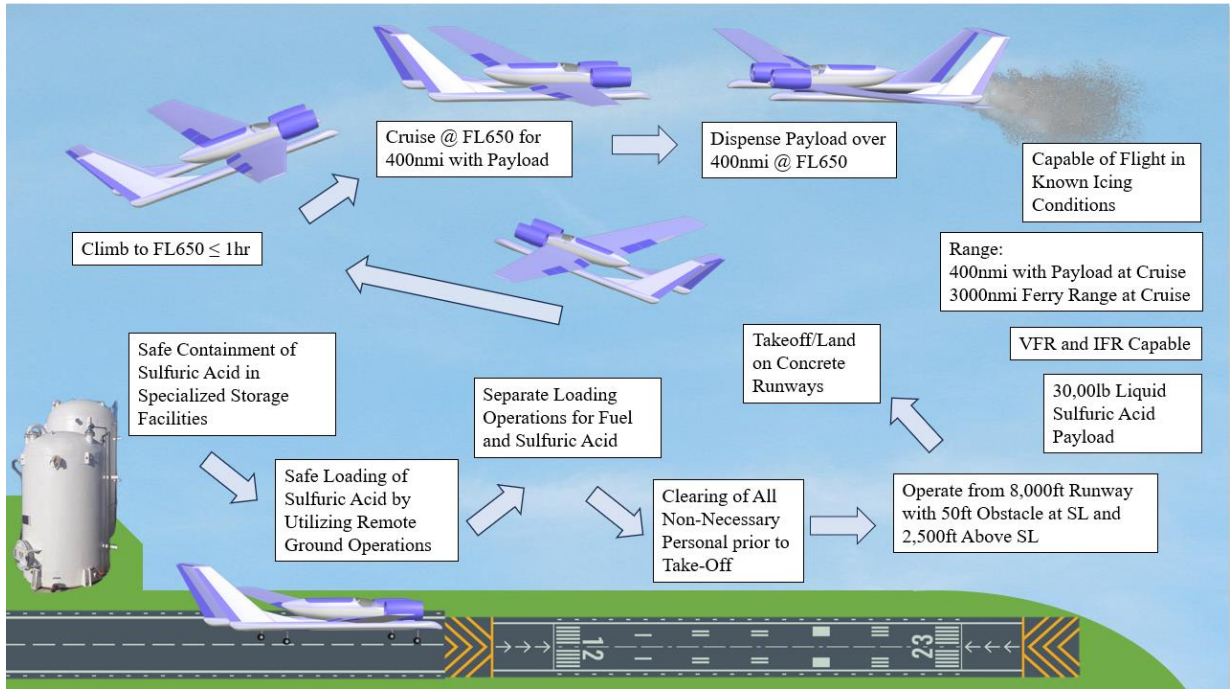 Cruise @ FL650 for
400nmi with Payload
Dispense Payload over
400nmi @ FL650
Capable of Flight in
Known Icing
Conditions
Climb to FL650 ≤ 1hr
Range:
400nmi with Payload at Cruise
3000nmi Ferry Range at Cruise
VFR and IFR Capable
30,00lb Liquid
Sulfuric Acid
Payload
Safe Containment of
Sulfuric Acid in
Specialized Storage
Facilities
Safe Loading of
Sulfuric Acid by
Utilizing Remote
Ground Operations
Separate Loading
Operations for Fuel
and Sulfuric Acid
Clearing of All
Non-Necessary
Personal prior to
Take-Off
Operate from 8,000ft Runway
with 50ft Obstacle at SL and
2,500ft Above SL
Takeoff/Land
on Concrete
Runways
12
23